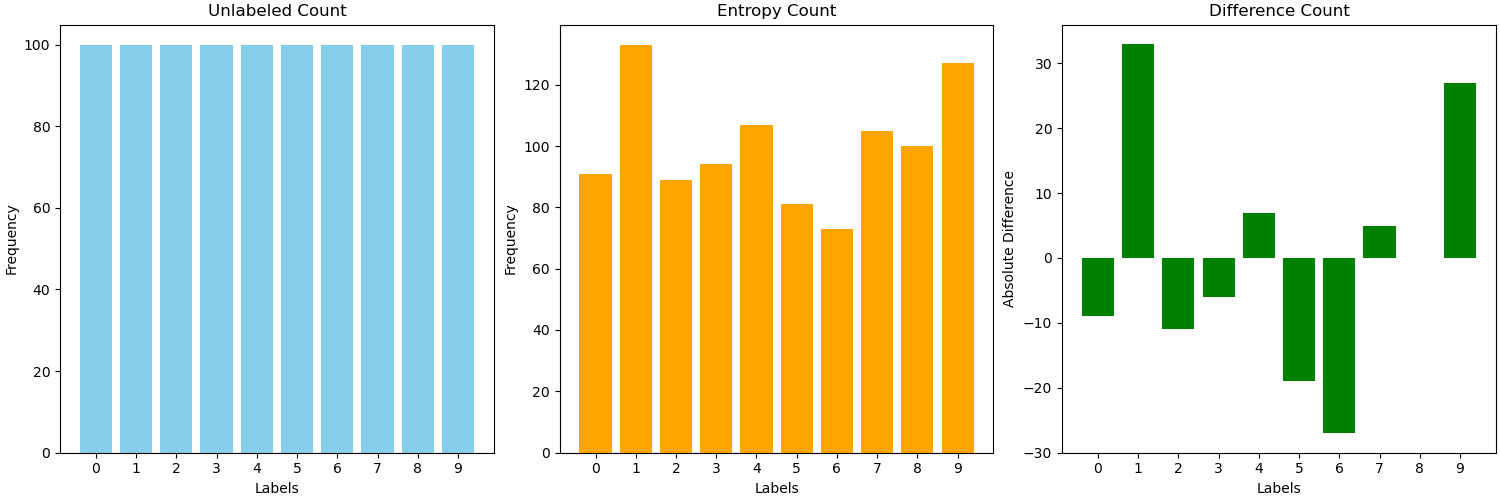 Unlabeled Count
Frequency
100
80
60
40
20
0
0 1 2 3 4 5 6 7 8 9
Labels
Entropy Count
Frequency
120
100
80
60
40
20
0
0 1 2 3 4 5 6 7 8 9
Labels
Difference Count
Absolute Difference
30
20
10
0
−10
−20
−30
0 1 2 3 4 5 6 7 8 9
Labels